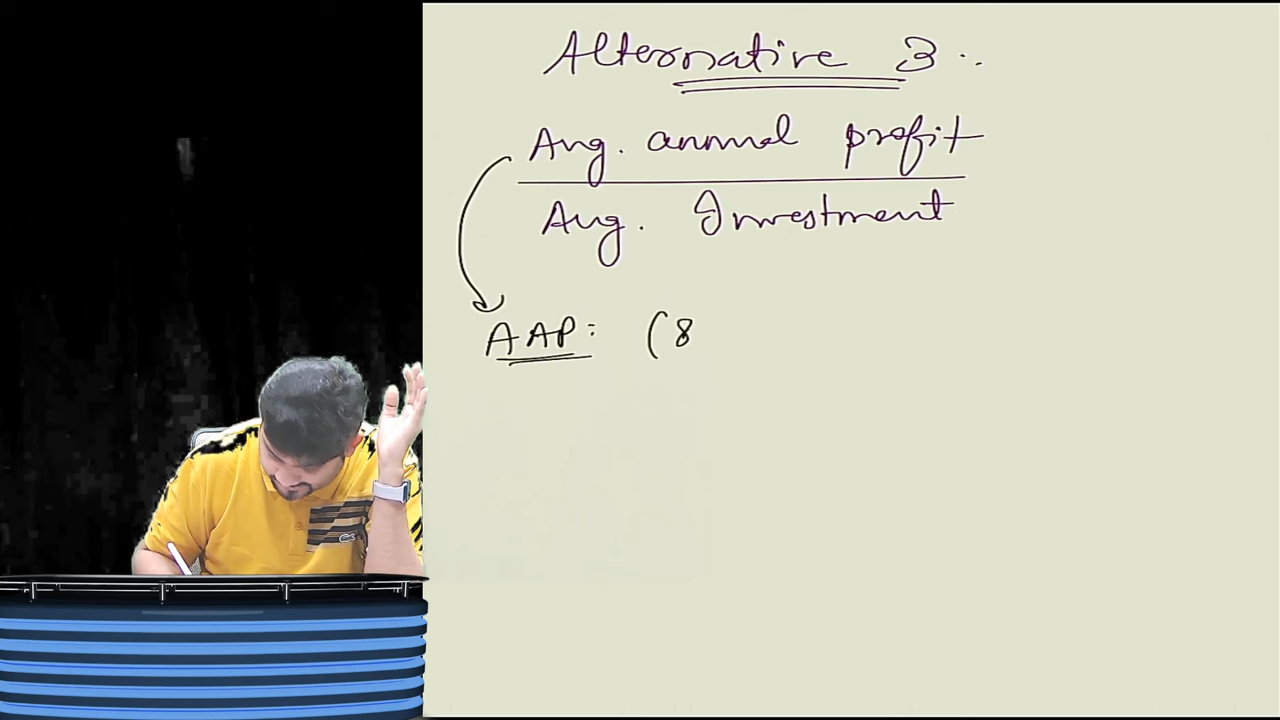 Alternative 3..
Avg. annual profit
Avg. Investment
AAP: (8